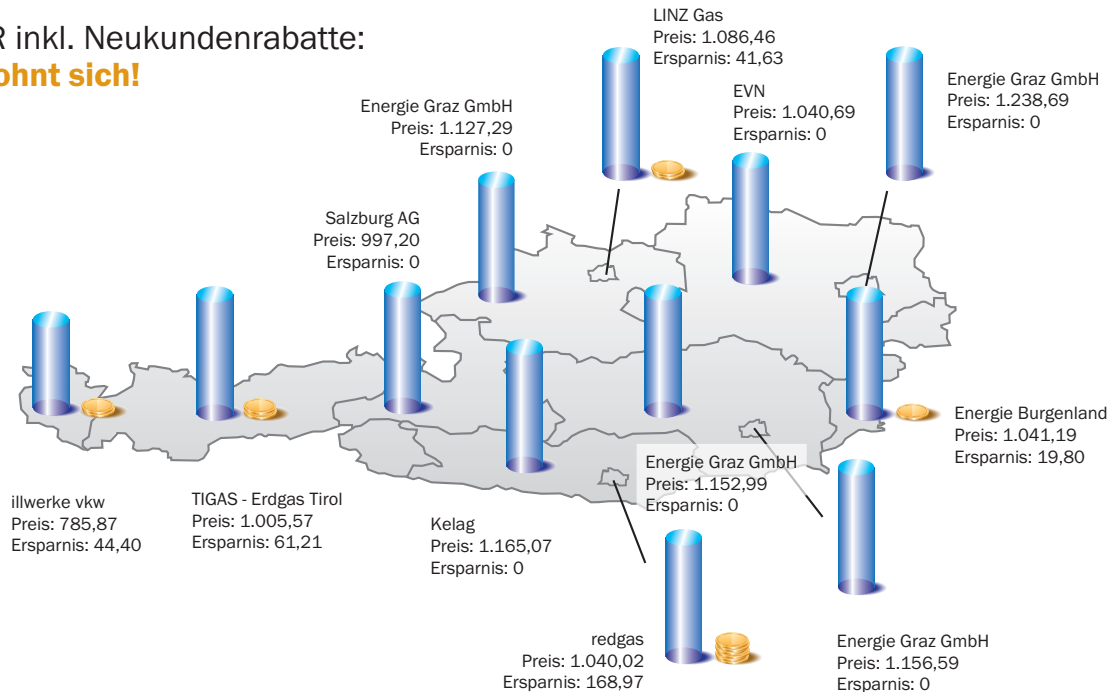 R inkl. Neukundenrabatte:
ohnt sich!
LINZ Gas
Preis: 1.086,46
Ersparnis: 41,63
Energie Graz GmbH
Preis: 1.238,69
Ersparnis: 0
EVN
Preis: 1.040,69
Ersparnis: 0
Energie Graz GmbH
Preis: 1.127,29
Ersparnis: 0
Salzburg AG
Preis: 997,20
Ersparnis: 0
Energie Burgenland
Preis: 1.041,19
Ersparnis: 19,80
Energie Graz GmbH
Preis: 1.152,99
Ersparnis: 0
illwerke vkw
Preis: 785,87
Ersparnis: 44,40
TIGAS - Erdgas Tirol
Preis: 1.005,57
Ersparnis: 61,21
Kelag
Preis: 1.165,07
Ersparnis: 0
redgas
Preis: 1.040,02
Ersparnis: 168,97
Energie Graz GmbH
Preis: 1.156,59
Ersparnis: 0